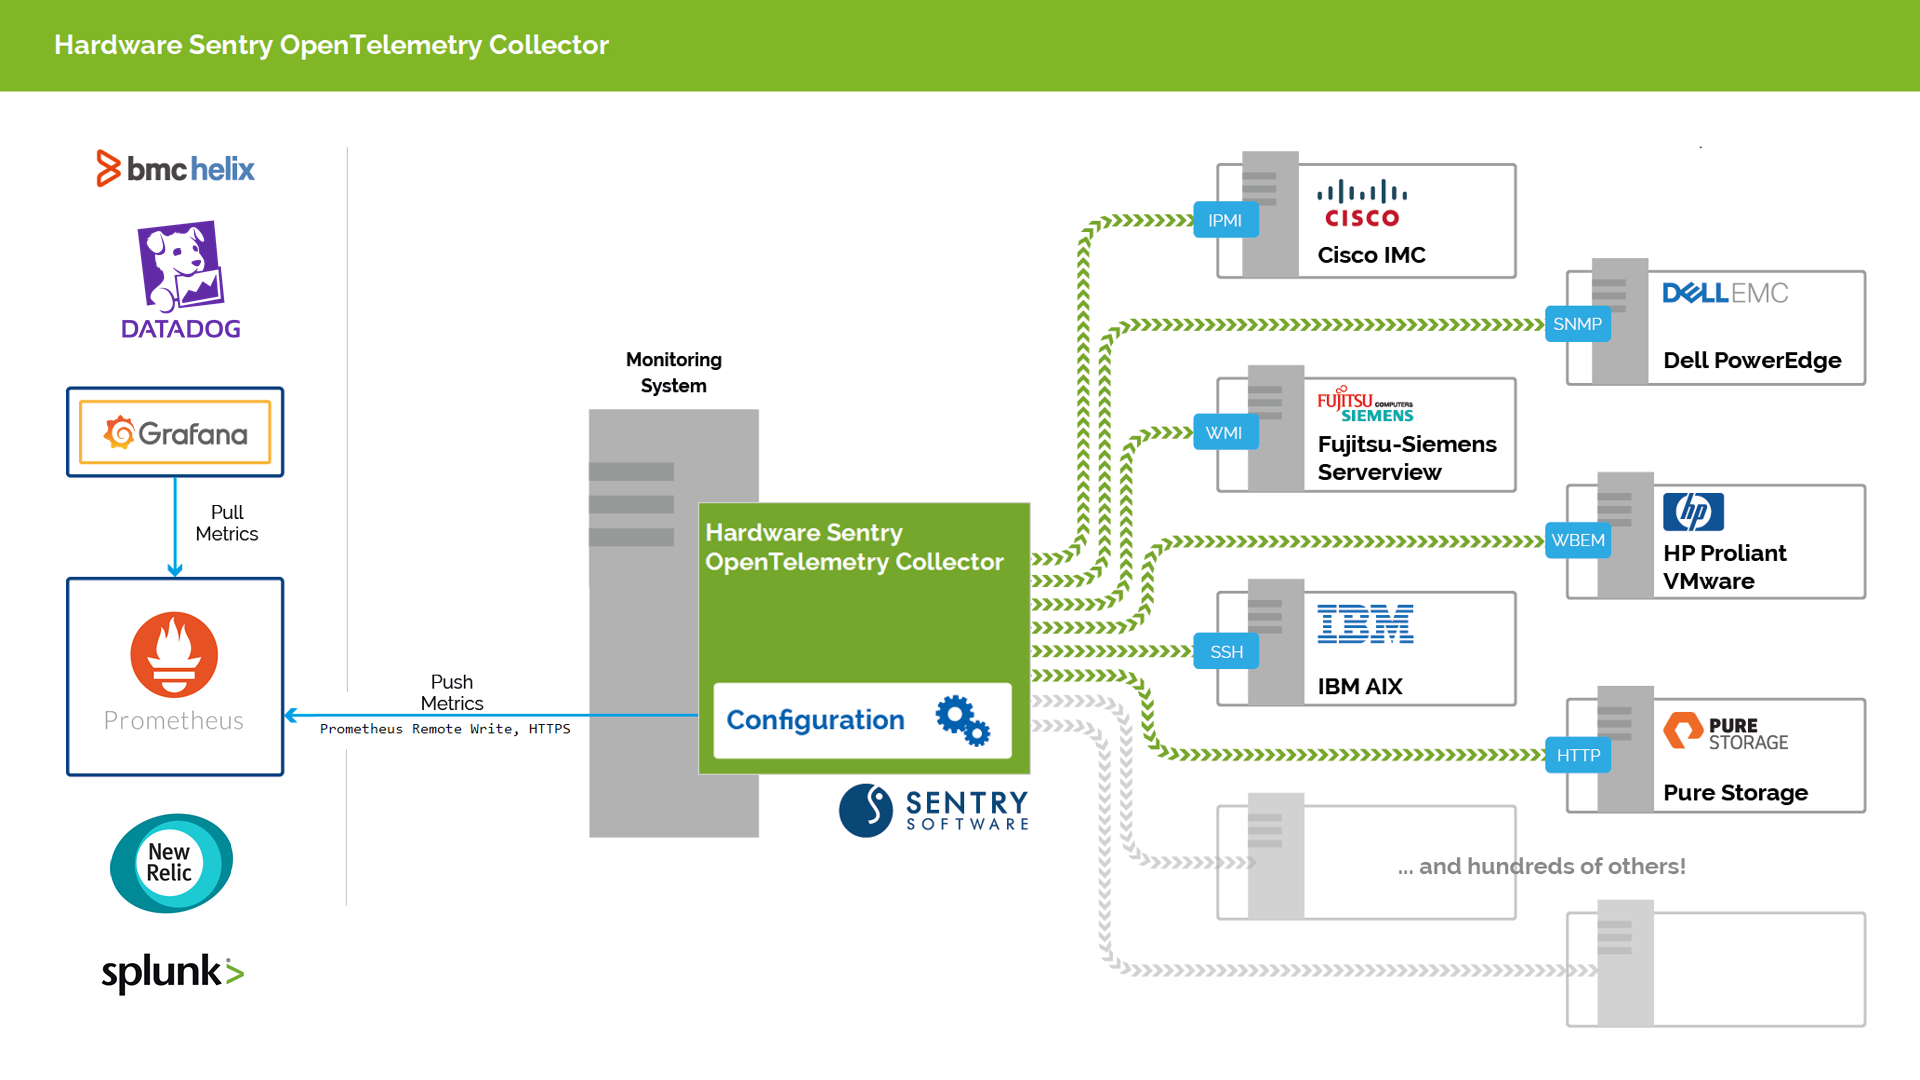 Hardware Sentry OpenTelemetry Collector
bmc helix
DATADOG
Grafana
Pull
Metrics
Prometheus
New
Relic
splunk>
Push
Metrics
Prometheus Remote Write, HTTPS
Monitoring
System
Hardware Sentry
OpenTelemetry Collector
Configuration
SENTRY
SOFTWARE
IPMI
CISCO
Cisco IMC
SNMP
DELL EMC
Dell PowerEdge
WMI
FUJITSU COMPUTERS
SIEMENS
Fujitsu-Siemens
Serverview
WBEM
hp
HP Proliant
VMware
SSH
IBM
IBM AIX
HTTP
PURE
STORAGE
Pure Storage
... and hundreds of others!